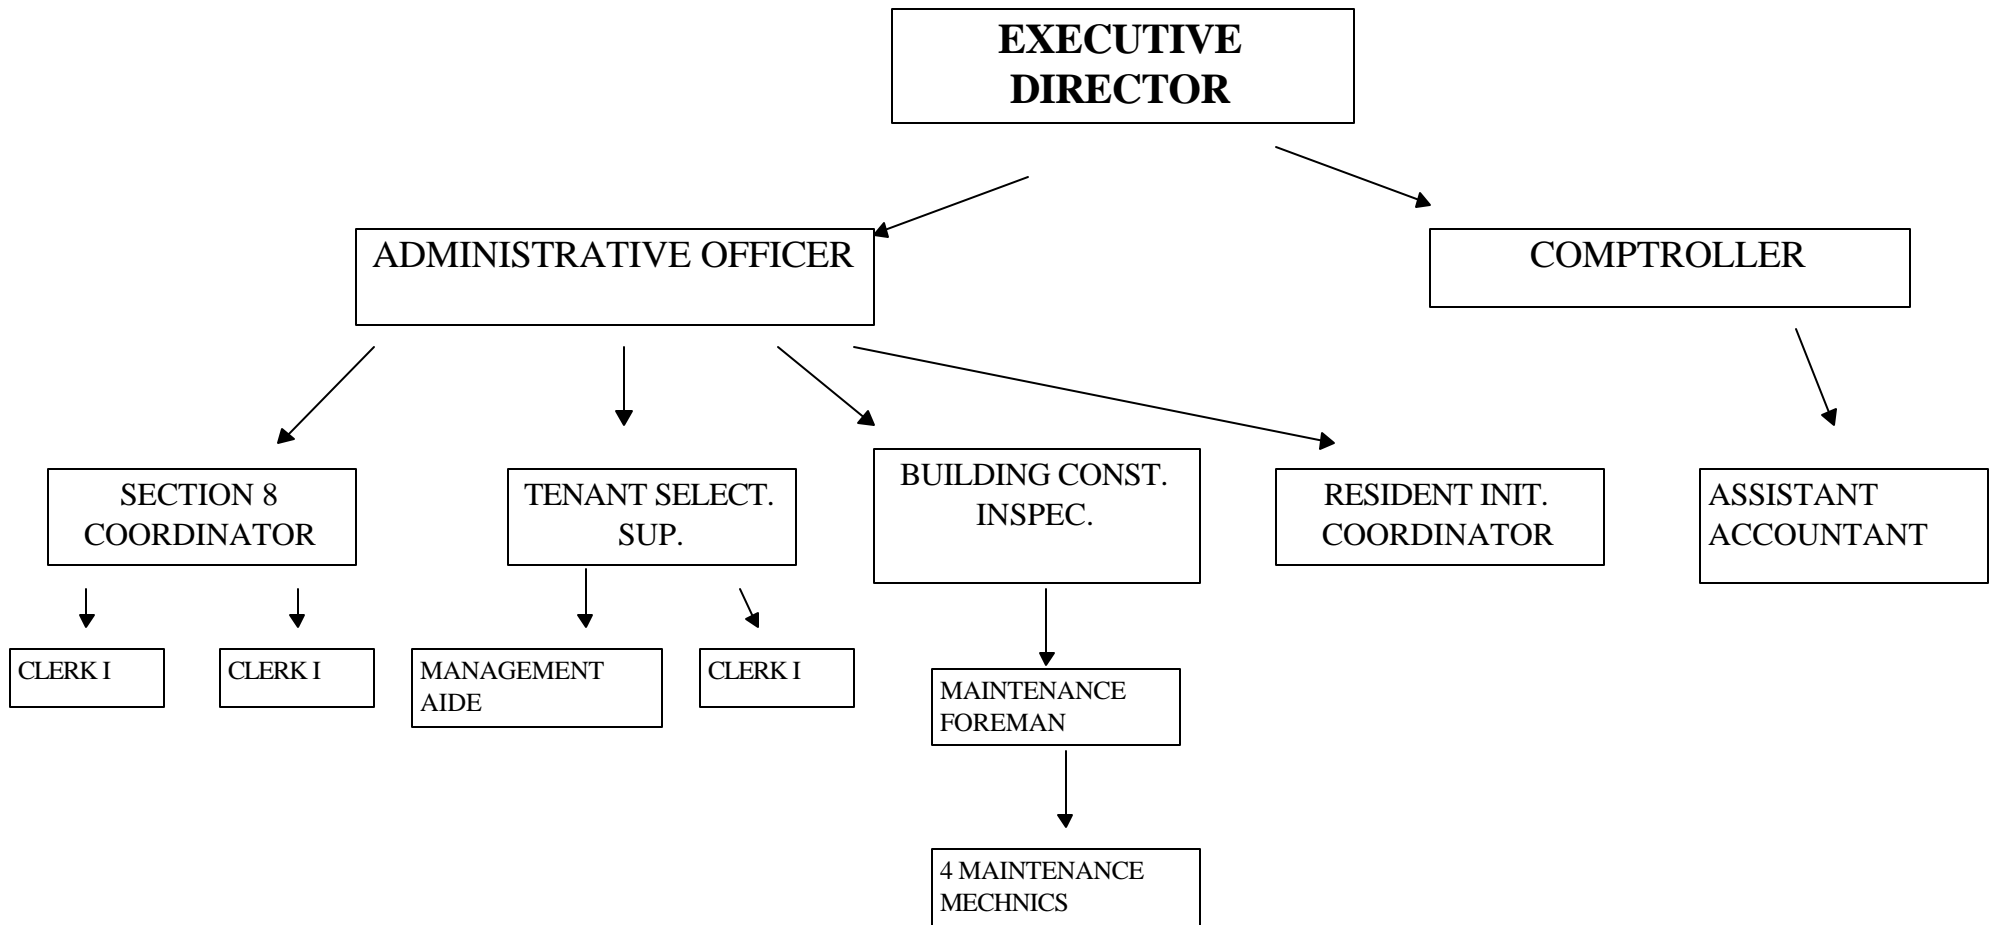 EXECUTIVE
DIRECTOR
ADMINISTRATIVE OFFICER
COMPTROLLER
SECTION 8
COORDINATOR
TENANT SELECT.
SUP.
BUILDING CONST.
INSPEC.
RESIDENT INIT.
COORDINATOR
ASSISTANT
ACCOUNTANT
CLERK I
CLERK I
MANAGEMENT
AIDE
CLERK I
MAINTENANCE
FOREMAN
4 MAINTENANCE
MECHNICS